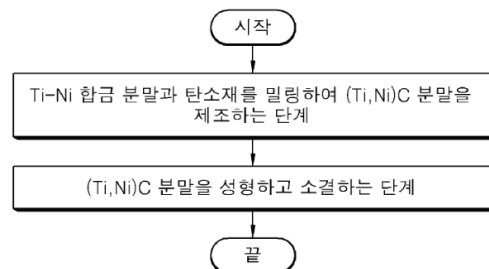 시작
Ti-Ni 합금 분말과 탄소재를 밀링하여 (Ti,Ni)C 분말을
제조하는 단계
(Ti,Ni)C 분말을 성형하고 소결하는 단계
끝